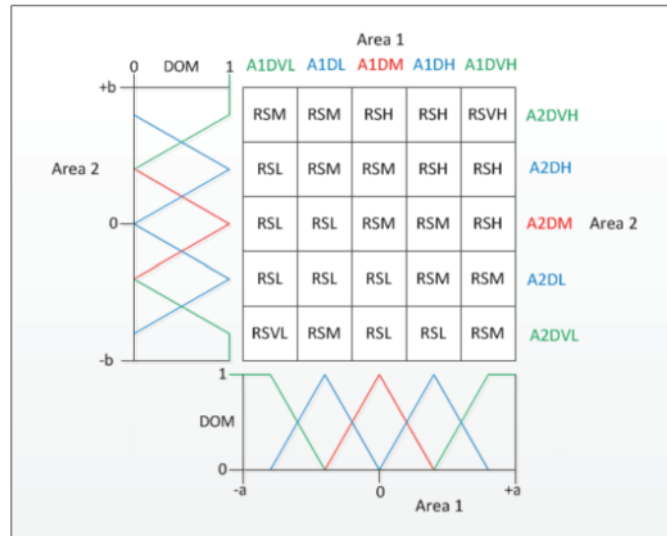 Area 1
0 DOM 1 A1DVL A1DL A1DM A1DH A1DVH
+b
RSM RSM RSH RSH RSVH A2DVH
Area 2 RSL RSM RSM RSH RSH A2DH
0 RSL RSL RSM RSM RSH A2DM Area 2
RSL RSL RSL RSM RSM A2DL
RSVL RSM RSL RSL RSM A2DVL
-b
1
DOM
0
-a 0 +a
Area 1